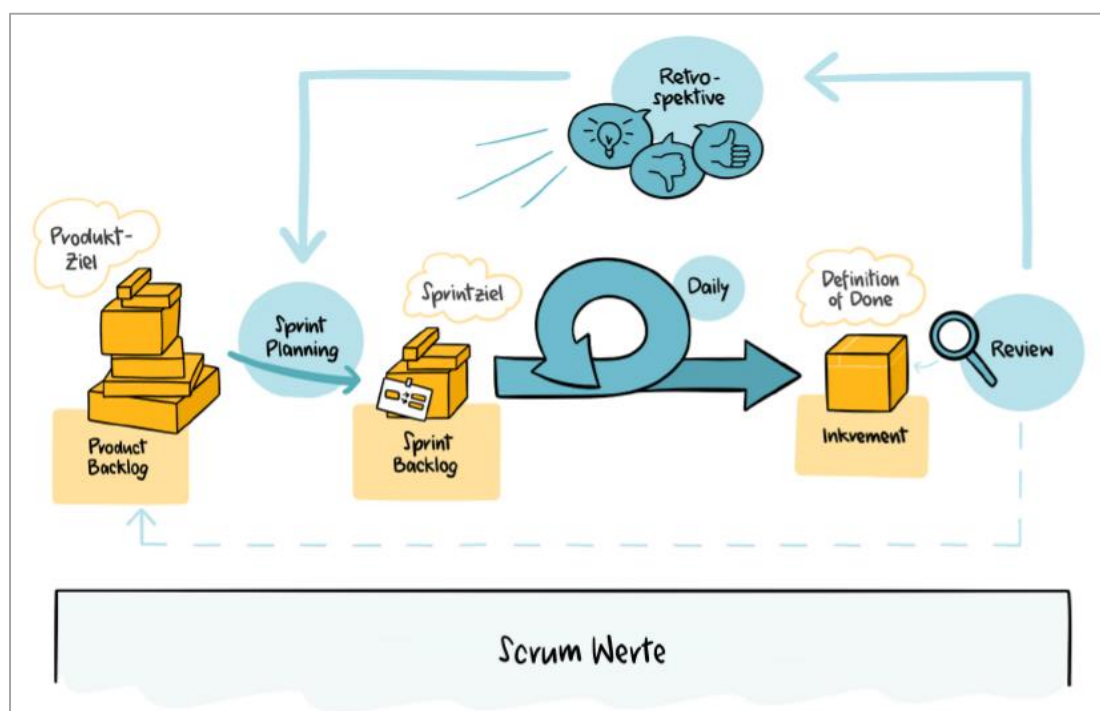 Retro-
spektive
Produkt-
Ziel
Sprint
Planning
Sprintziel
Daily
Definition
of Done
Review
Product
Backlog
Sprint
Backlog
Inkrement
Scrum Werte